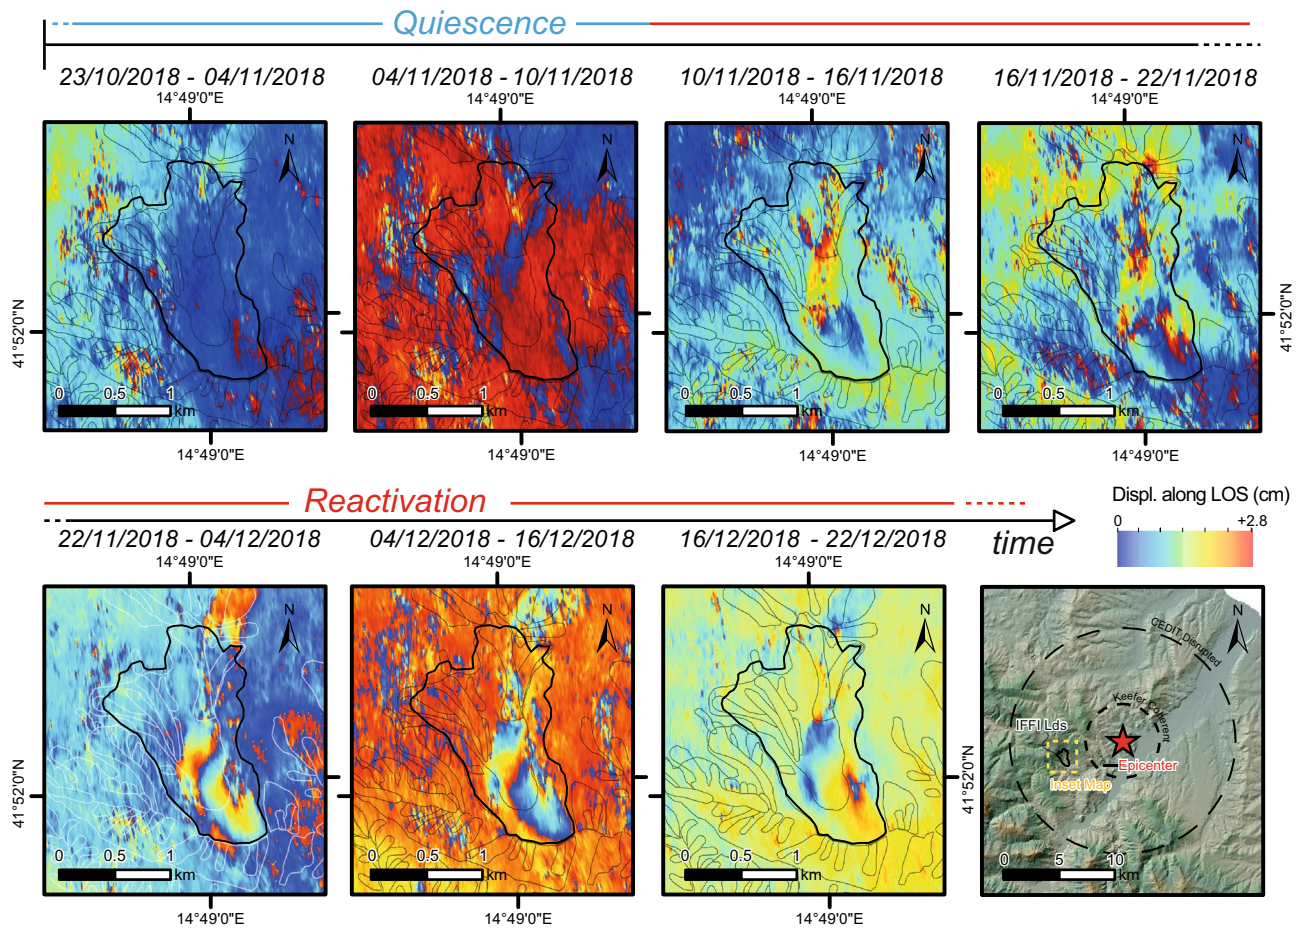 Quiescence
23/10/2018 - 04/11/2018
04/11/2018 - 10/11/2018
10/11/2018 - 16/11/2018
16/11/2018 - 22/11/2018
14°49'0"E
14°49'0"E
14°49'0"E
14°49'0"E
N
N
N
N
41°52'0"N
41°52'0"N
0 0.5 1 km
0 0.5 1 km
0 0.5 1 km
0 0.5 1 km
14°49'0"E
14°49'0"E
14°49'0"E
14°49'0"E
Reactivation
time
22/11/2018 - 04/12/2018
04/12/2018 - 16/12/2018
16/12/2018 - 22/12/2018
Displ. along LOS (cm)
0 +2.8
14°49'0"E
14°49'0"E
14°49'0"E
N
N
N
N
CEDIT Disrupted
Keefer Coherent
IFFI Lds
Epicenter
Inset Map
41°52'0"N
41°52'0"N
0 0.5 1 km
0 0.5 1 km
0 0.5 1 km
0 5 10 km
14°49'0"E
14°49'0"E
14°49'0"E